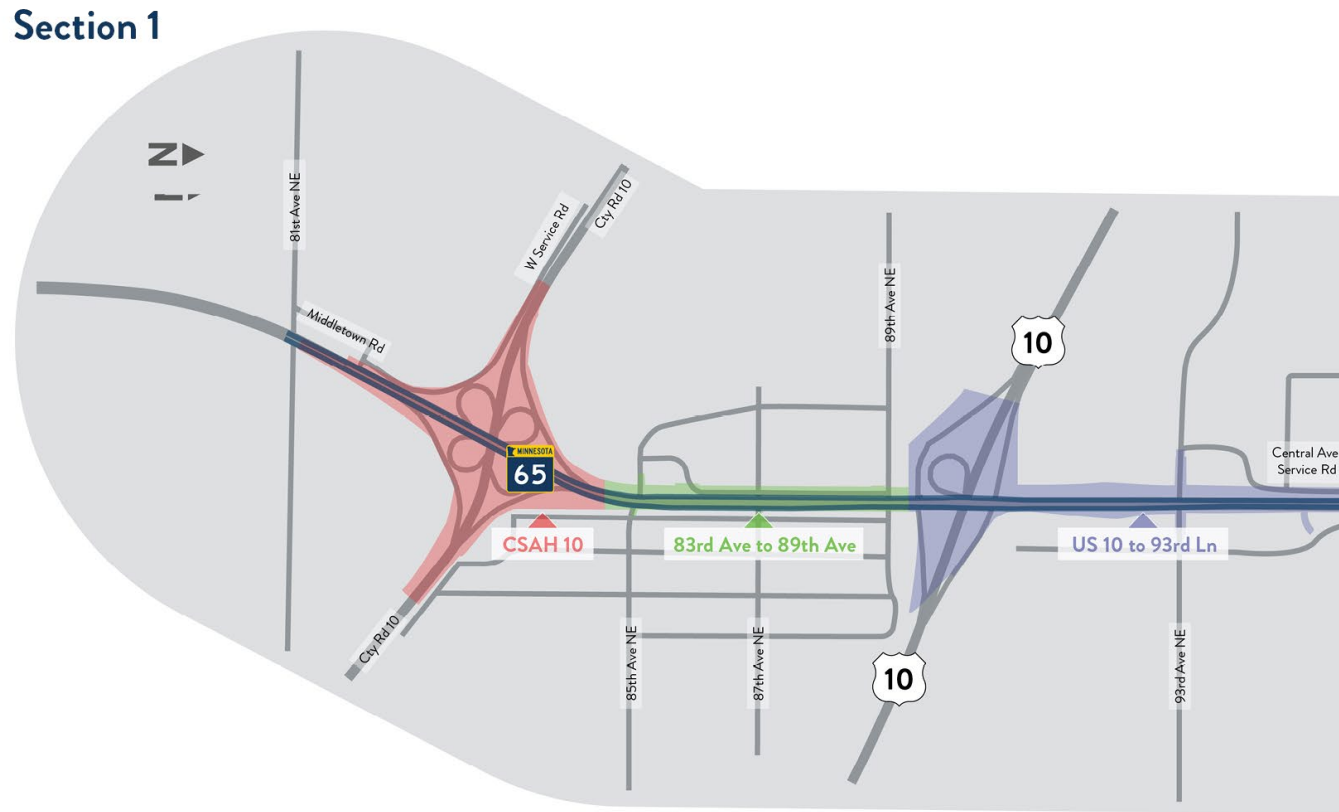 Section 1
N
81st Ave NE
Middletown Rd
W Service Rd
Cty Rd 10
MINNESOTA
65
89th Ave NE
10
Central Ave
Service Rd
CSAH 10
83rd Ave to 89th Ave
US 10 to 93rd Ln
Cty Rd 10
85th Ave NE
87th Ave NE
10
93rd Ave NE